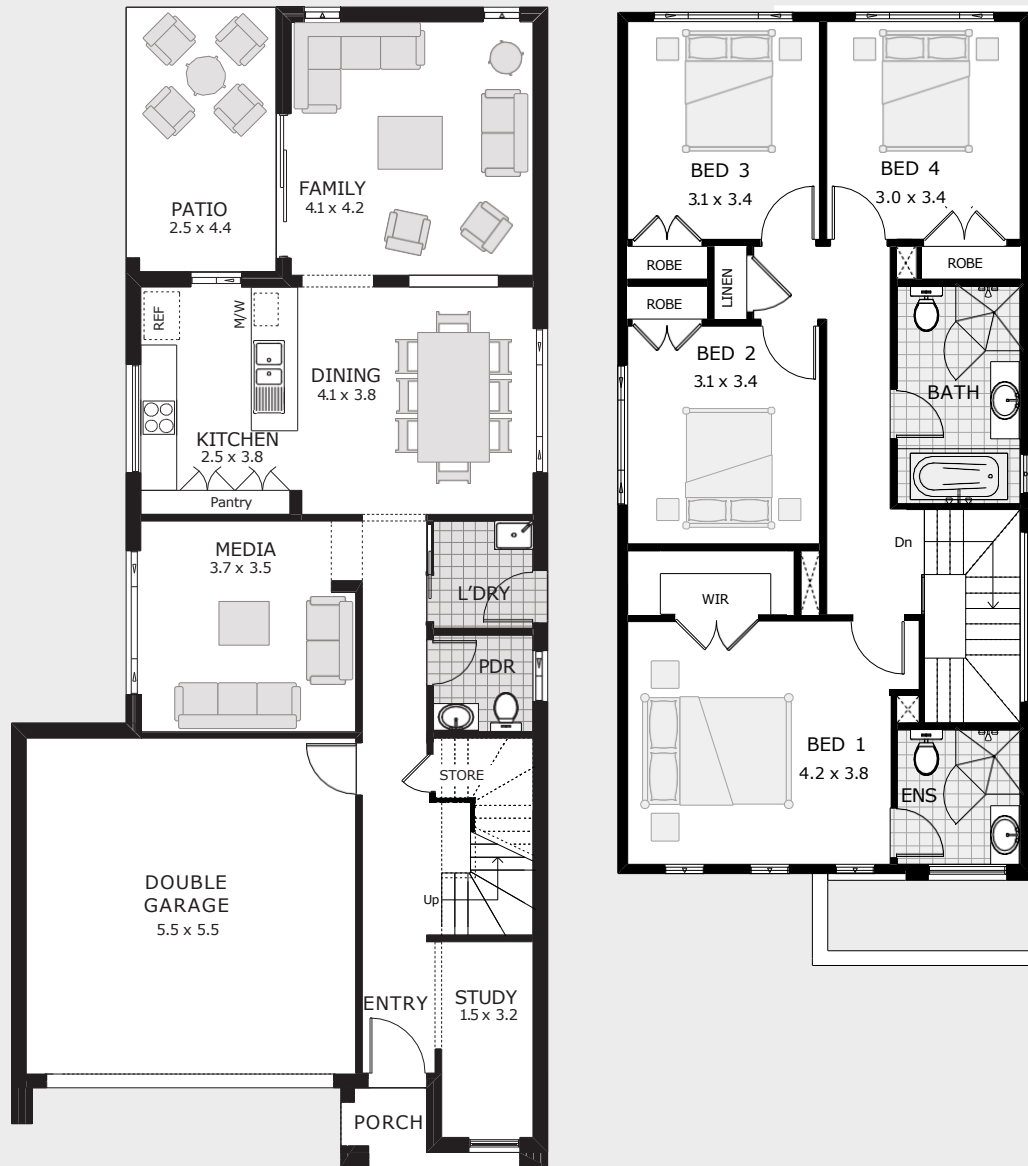 PATIO
2.5 x 4.4
FAMILY
4.1 x 4.2
REF
M/W
DINING
4.1 x 3.8
KITCHEN
2.5 x 3.8
Pantry
MEDIA
3.7 x 3.5
L'DRY
PDR
STORE
DOUBLE
GARAGE
5.5 x 5.5
Up
ENTRY
STUDY
1.5 x 3.2
PORCH
BED 3
3.1 x 3.4
BED 4
3.0 x 3.4
ROBE
LINEN
ROBE
ROBE
BED 2
3.1 x 3.4
BATH
Dn
WIR
BED 1
4.2 x 3.8
ENS